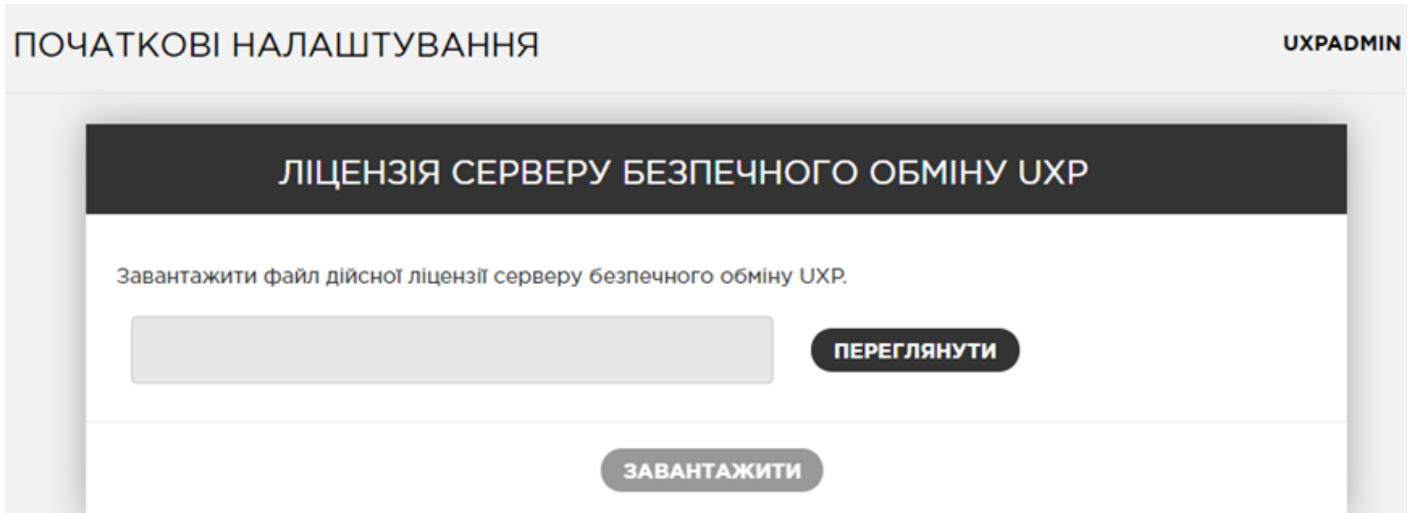 ПОЧАТКОВІ НАЛАШТУВАННЯ
UXPADMIN
ЛІЦЕНЗІЯ СЕРВЕРУ БЕЗПЕЧНОГО ОБМІНУ UXP
Завантажити файл дійсної ліцензії серверу безпечного обміну UXP.
ПЕРЕГЛЯНУТИ
ЗАВАНТАЖИТИ